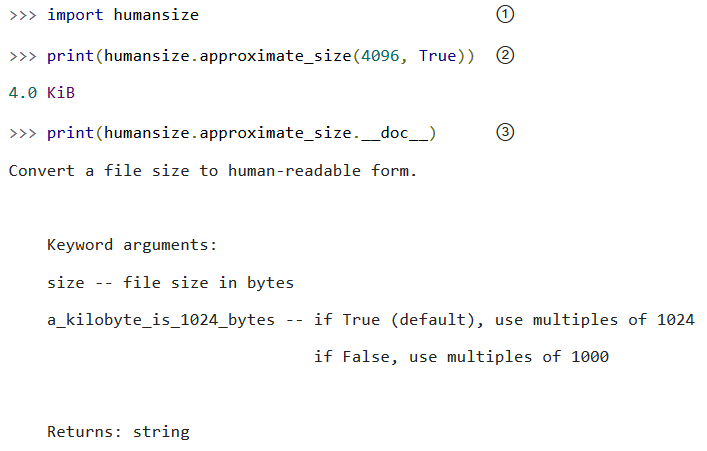 >>> import humansize ①
>>> print(humansize.approximate_size(4096, True)) ②
4.0 KiB
>>> print(humansize.approximate_size.__doc__) ③
Convert a file size to human-readable form.
    Keyword arguments:
    size -- file size in bytes
    a_kilobyte_is_1024_bytes -- if True (default), use multiples of 1024
                                if False, use multiples of 1000
    Returns: string